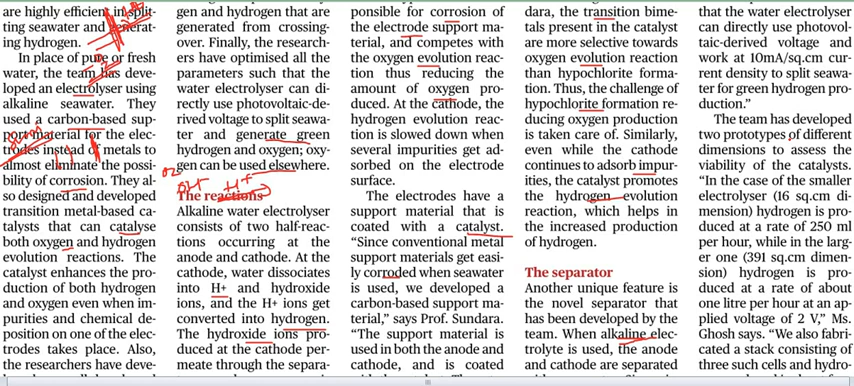 are highly efficient in split-
ting seawater and generat-
ing hydrogen.
In place of pure or fresh
water, the team has deve-
loped an electrolyser using
alkaline seawater. They
used a carbon-based sup-
port material for the elec-
trodes instead of metals to
almost eliminate the possi-
bility of corrosion. They al-
so designed and developed
transition metal-based ca-
talysts that can catalyse
both oxygen and hydrogen
evolution reactions. The
catalyst enhances the pro-
duction of both hydrogen
and oxygen even when im-
purities and chemical de-
position on one of the elec-
trodes takes place. Also,
the researchers have deve-
gen and hydrogen that are
generated from crossing-
over. Finally, the research-
ers have optimised all the
parameters such that the
water electrolyser can di-
rectly use photovoltaic-de-
rived voltage to split seawa-
ter and generate green
hydrogen and oxygen; oxy-
gen can be used elsewhere.
OH H+
The reactions
Alkaline water electrolyser
consists of two half-reac-
tions occurring at the
anode and cathode. At the
cathode, water dissociates
into H+ and hydroxide
ions, and the H+ ions get
converted into hydrogen.
The hydroxide ions pro-
duced at the cathode per-
meate through the separa-
ponsible for corrosion of
the electrode support ma-
terial, and competes with
the oxygen evolution reac-
tion thus reducing the
amount of oxygen pro-
duced. At the cathode, the
hydrogen evolution reac-
tion is slowed down when
several impurities get ad-
sorbed on the electrode
surface.
The electrodes have a
support material that is
coated with a catalyst.
“Since conventional metal
support materials get easi-
ly corroded when seawater
is used, we developed a
carbon-based support ma-
terial,” says Prof. Sundara.
“The support material is
used in both the anode and
cathode, and is coated
dara, the transition bime-
tals present in the catalyst
are more selective towards
oxygen evolution reaction
than hypochlorite forma-
tion. Thus, the challenge of
hypochlorite formation re-
ducing oxygen production
is taken care of. Similarly,
even while the cathode
continues to adsorb impur-
ities, the catalyst promotes
the hydrogen evolution
reaction, which helps in
the increased production
of hydrogen.
The separator
Another unique feature is
the novel separator that
has been developed by the
team. When alkaline elec-
trolyte is used, the anode
and cathode are separated
that the water electrolyser
can directly use photovol-
taic-derived voltage and
work at 10mA/sq.cm cur-
rent density to split seawa-
ter for green hydrogen
production.”
The team has developed
two prototypes of different
dimensions to assess the
viability of the catalysts.
“In the case of the smaller
electrolyser (16 sq.cm di-
mension) hydrogen is pro-
duced at a rate of 250 ml
per hour, while in the larg-
er one (391 sq.cm dimen-
sion) hydrogen is pro-
duced at a rate of about
one litre per hour at an ap-
plied voltage of 2 V,” Ms.
Ghosh says. “We also fabri-
cated a stack consisting of
three such cells and hydro-